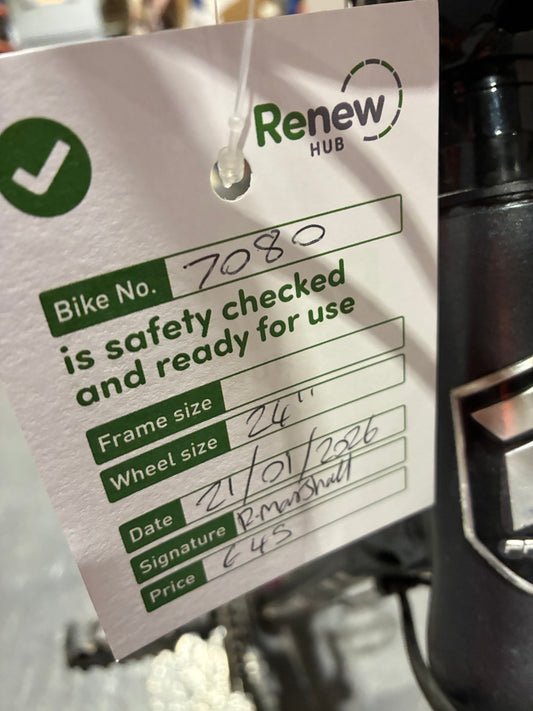 Renew
HUB
Bike No. 7080
is safety checked
and ready for use
Frame size
Wheel size 24"
Date 21/01/2026
Signature R.Marshall
Price £45